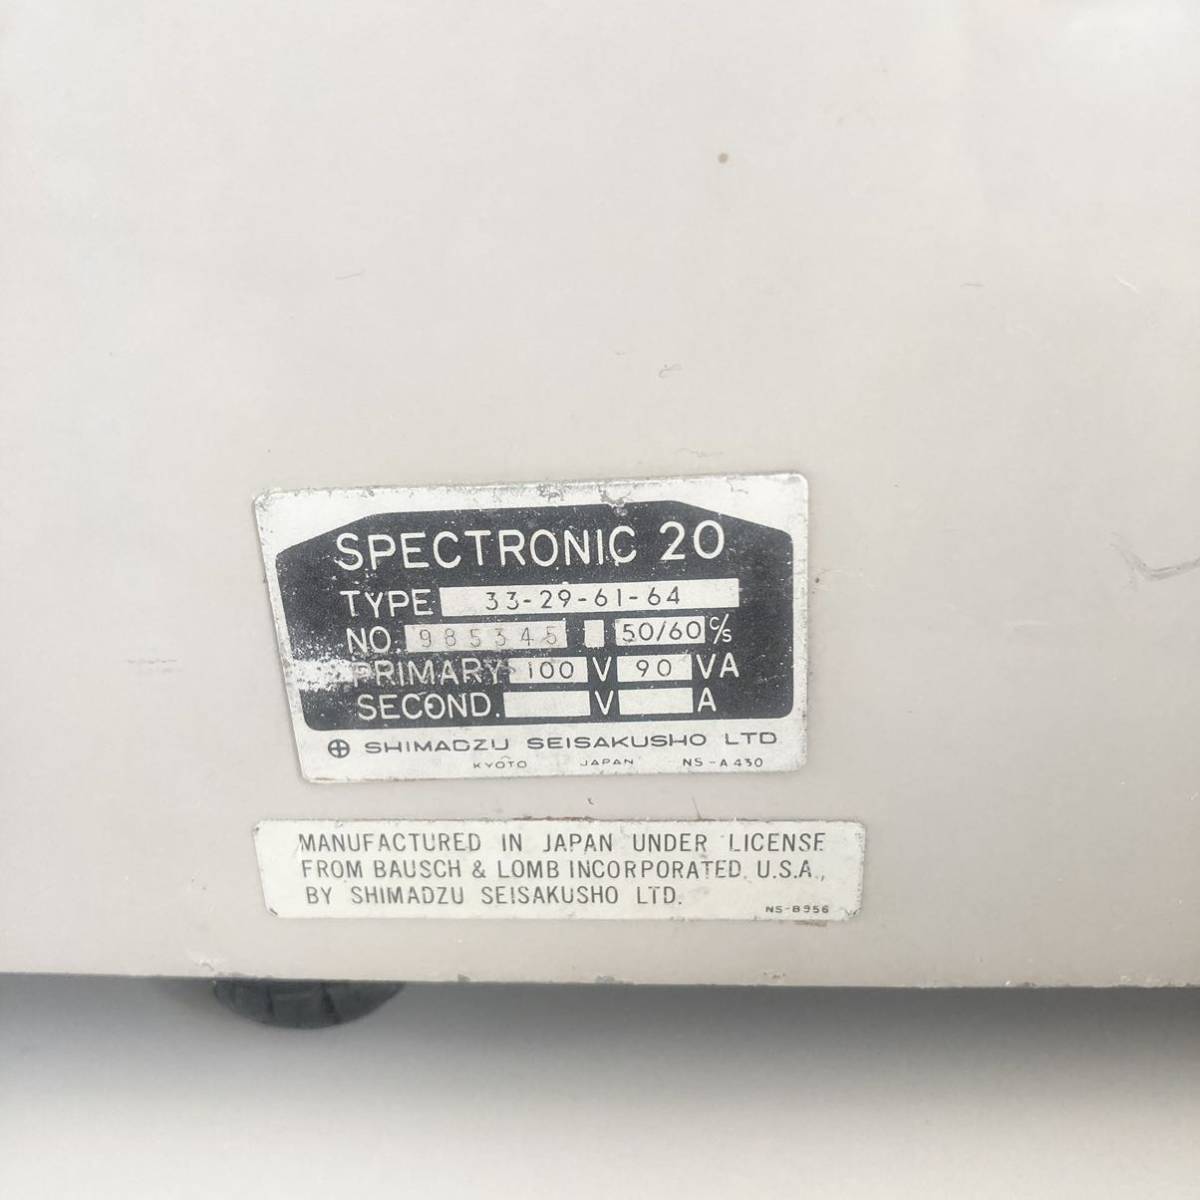 SPECTRONIC 20
TYPE 33-29-61-64
NO. 985345 50/60 C/S
PRIMARY 100 V 90 VA
SECOND. V A
SHIMADZU SEISAKUSHO LTD
KYOTO JAPAN NS-A430
MANUFACTURED IN JAPAN UNDER LICENSE
FROM BAUSCH & LOMB INCORPORATED. U.S.A.,
BY SHIMADZU SEISAKUSHO LTD.
NS-B956